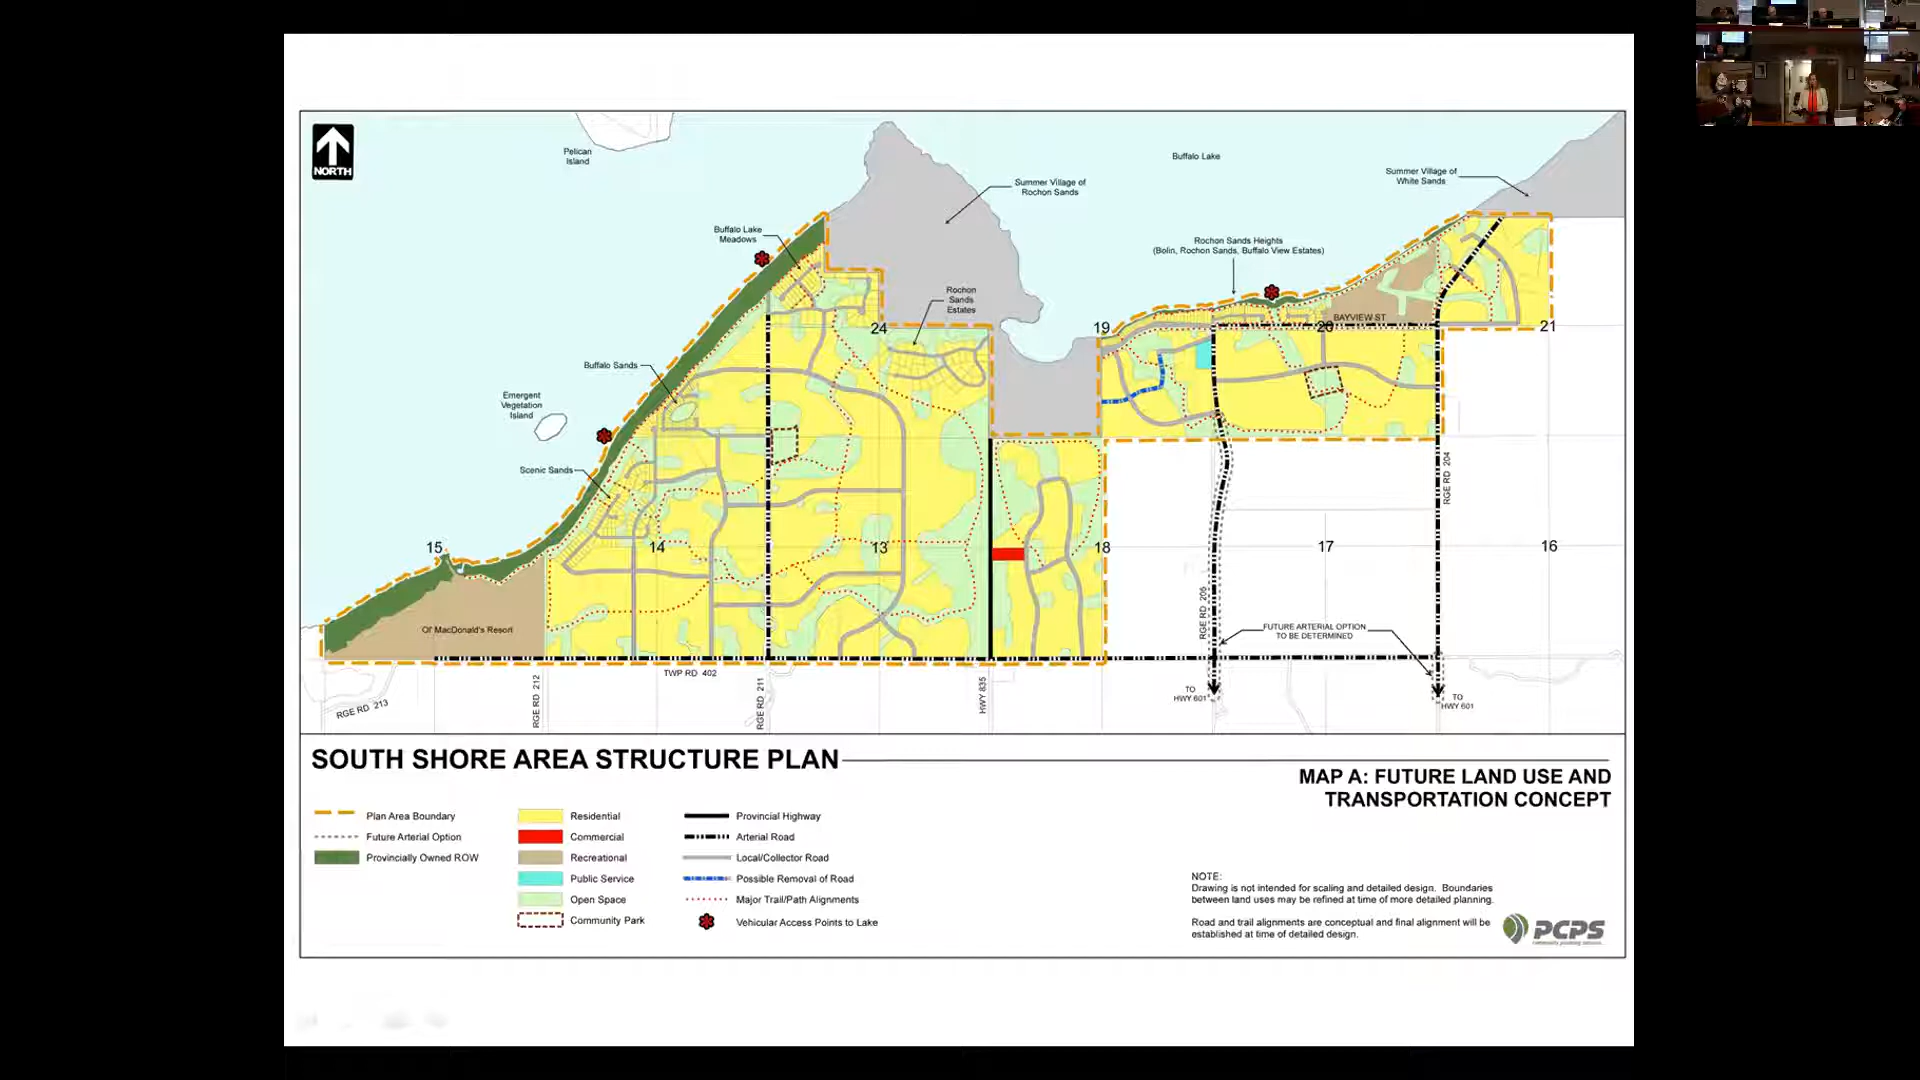 NORTH
Pelican
Island
Buffalo Lake
Summer Village of
Rochon Sands
Summer Village of
White Sands
Buffalo Lake
Meadows
Rochon Sands Heights
(Bolin, Rochon Sands, Buffalo View Estates)
Rochon
Sands
Estates
24
19
20
21
BAYVIEW ST
Buffalo Sands
Emergent
Vegetation
Island
Scenic Sands
RGE RD 204
15
14
13
18
17
16
Ol' MacDonald's Resort
RGE RD 205
FUTURE ARTERIAL OPTION
TO BE DETERMINED
TWP RD 402
RGE RD 213
RGE RD 212
RGE RD 211
HWY 835
TO
HWY 601
TO
HWY 601
SOUTH SHORE AREA STRUCTURE PLAN
MAP A: FUTURE LAND USE AND
TRANSPORTATION CONCEPT
Plan Area Boundary
Future Arterial Option
Provincially Owned ROW
Residential
Commercial
Recreational
Public Service
Open Space
Community Park
Provincial Highway
Arterial Road
Local/Collector Road
Possible Removal of Road
Major Trail/Path Alignments
Vehicular Access Points to Lake
NOTE:
Drawing is not intended for scaling and detailed design. Boundaries
between land uses may be refined at time of more detailed planning.
Road and trail alignments are conceptual and final alignment will be
established at time of detailed design.
PCPS